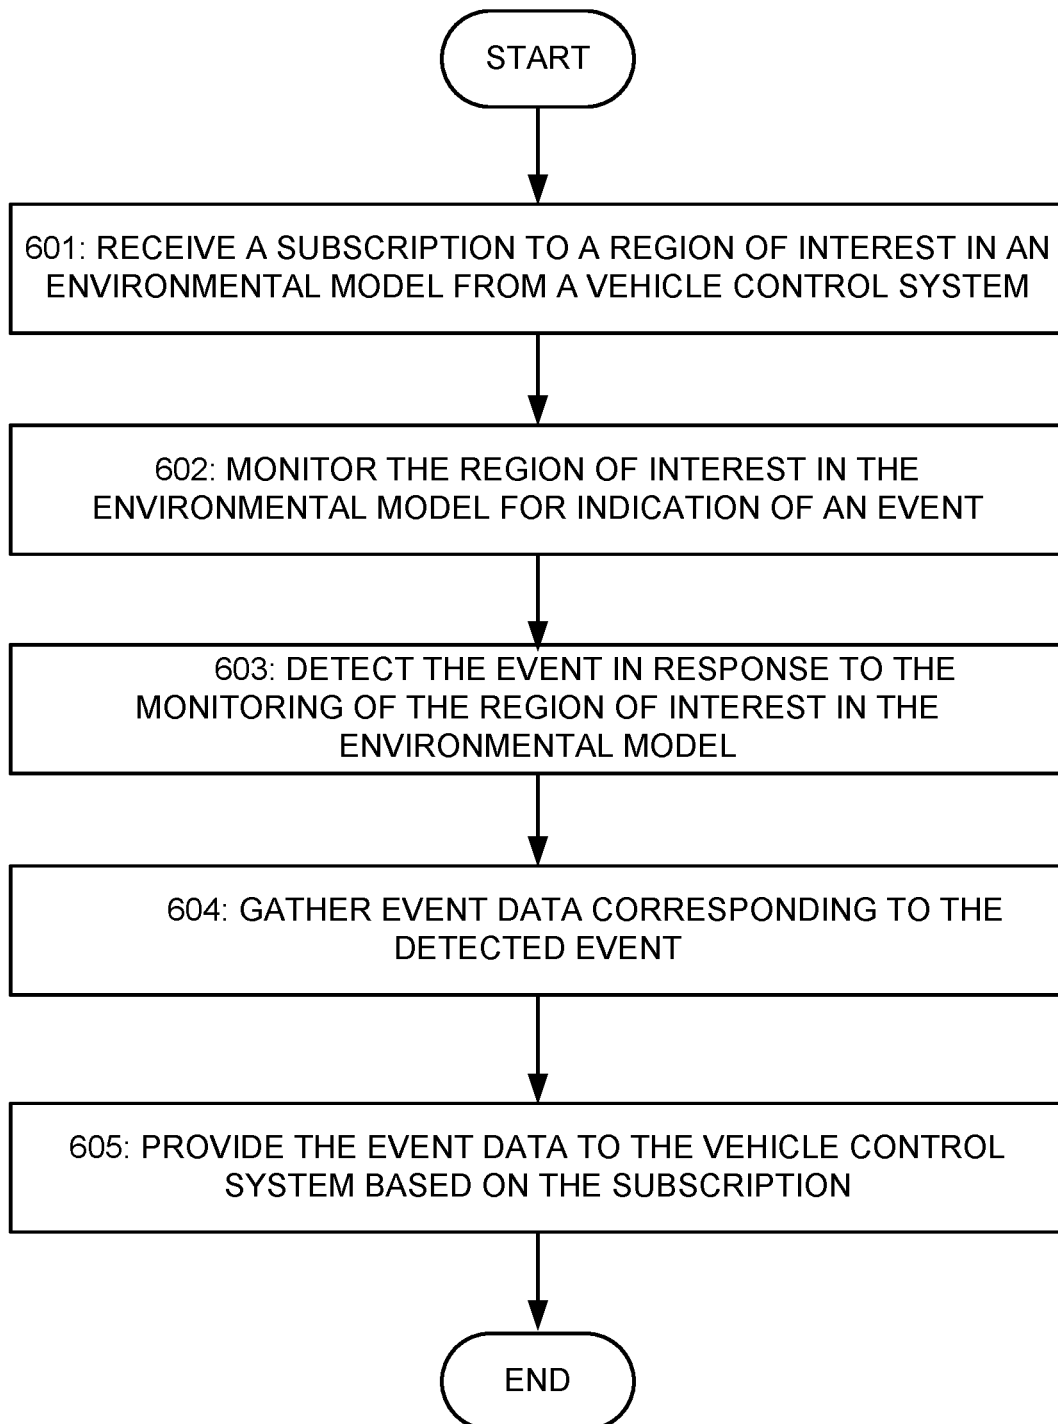 START
601: RECEIVE A SUBSCRIPTION TO A REGION OF INTEREST IN AN
ENVIRONMENTAL MODEL FROM A VEHICLE CONTROL SYSTEM
602: MONITOR THE REGION OF INTEREST IN THE
ENVIRONMENTAL MODEL FOR INDICATION OF AN EVENT
603: DETECT THE EVENT IN RESPONSE TO THE
MONITORING OF THE REGION OF INTEREST IN THE
ENVIRONMENTAL MODEL
604: GATHER EVENT DATA CORRESPONDING TO THE
DETECTED EVENT
605: PROVIDE THE EVENT DATA TO THE VEHICLE CONTROL
SYSTEM BASED ON THE SUBSCRIPTION
END